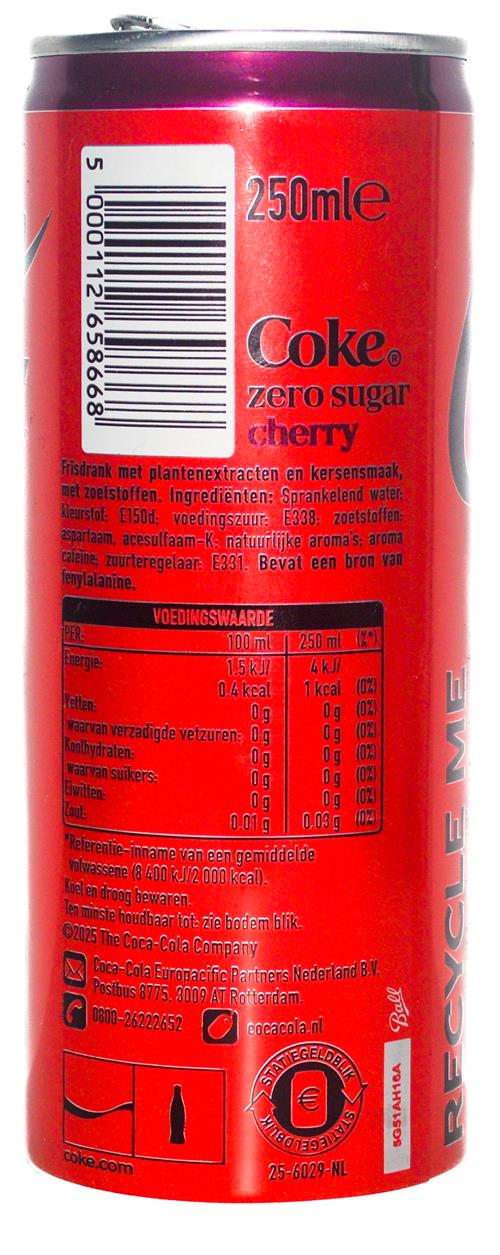 5 000112 658668
250ml℮
Coke®
zero sugar
cherry
Frisdrank met plantenextracten en kersensmaak,
met zoetstoffen. Ingrediënten: Sprankelend water;
kleurstof: E150d; voedingszuur: E338; zoetstoffen:
aspartaam, acesulfaam-K; natuurlijke aroma's; aroma
cafeïne; zuurteregelaar: E331. Bevat een bron van
fenylalanine.
VOEDINGSWAARDE
PER: 100 ml 250 ml (%*)
Energie: 1.5 kJ/ 4 kJ/
0.4 kcal 1 kcal (0%)
Vetten: 0 g 0 g (0%)
waarvan verzadigde vetzuren: 0 g 0 g (0%)
Koolhydraten: 0 g 0 g (0%)
waarvan suikers: 0 g 0 g (0%)
Eiwitten: 0 g 0 g (0%)
Zout: 0.01 g 0.03 g (0%)
*Referentie-inname van een gemiddelde
volwassene (8 400 kJ/2 000 kcal).
Koel en droog bewaren.
Ten minste houdbaar tot: zie bodem blik.
©2025 The Coca-Cola Company
Coca-Cola Europacific Partners Nederland B.V.
Postbus 8775, 3009 AT Rotterdam.
0800-26222652 cocacola.nl
coke.com
STATIEGELDBLIK
€
STATIEGELDBLIK
25-6029-NL
Ball
5G51AH16A
RECYCLE ME